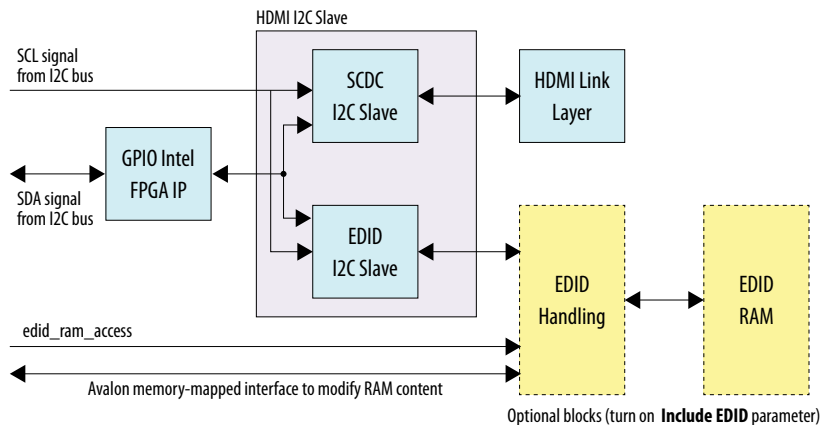 HDMI I2C Slave
SCL signal
from I2C bus
SCDC
I2C Slave
HDMI Link
Layer
GPIO Intel
FPGA IP
SDA signal
from I2C bus
EDID
I2C Slave
EDID
Handling
EDID
RAM
edid_ram_access
Avalon memory-mapped interface to modify RAM content
Optional blocks (turn on Include EDID parameter)